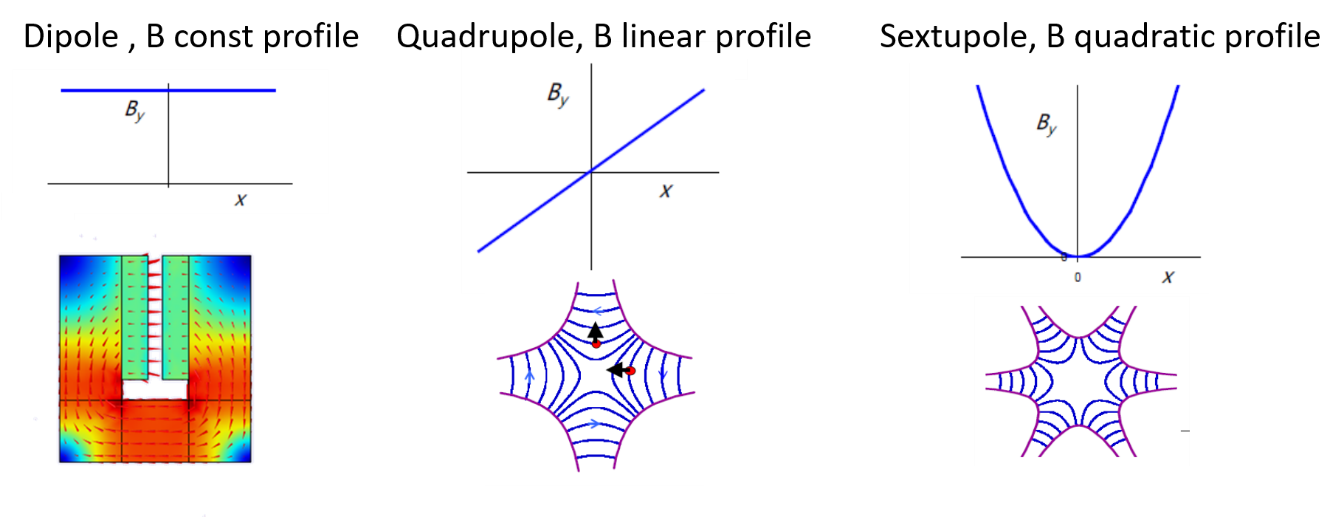 Dipole , B const profile
Quadrupole, B linear profile
Sextupole, B quadratic profile
By
x
By
x
By
0
x